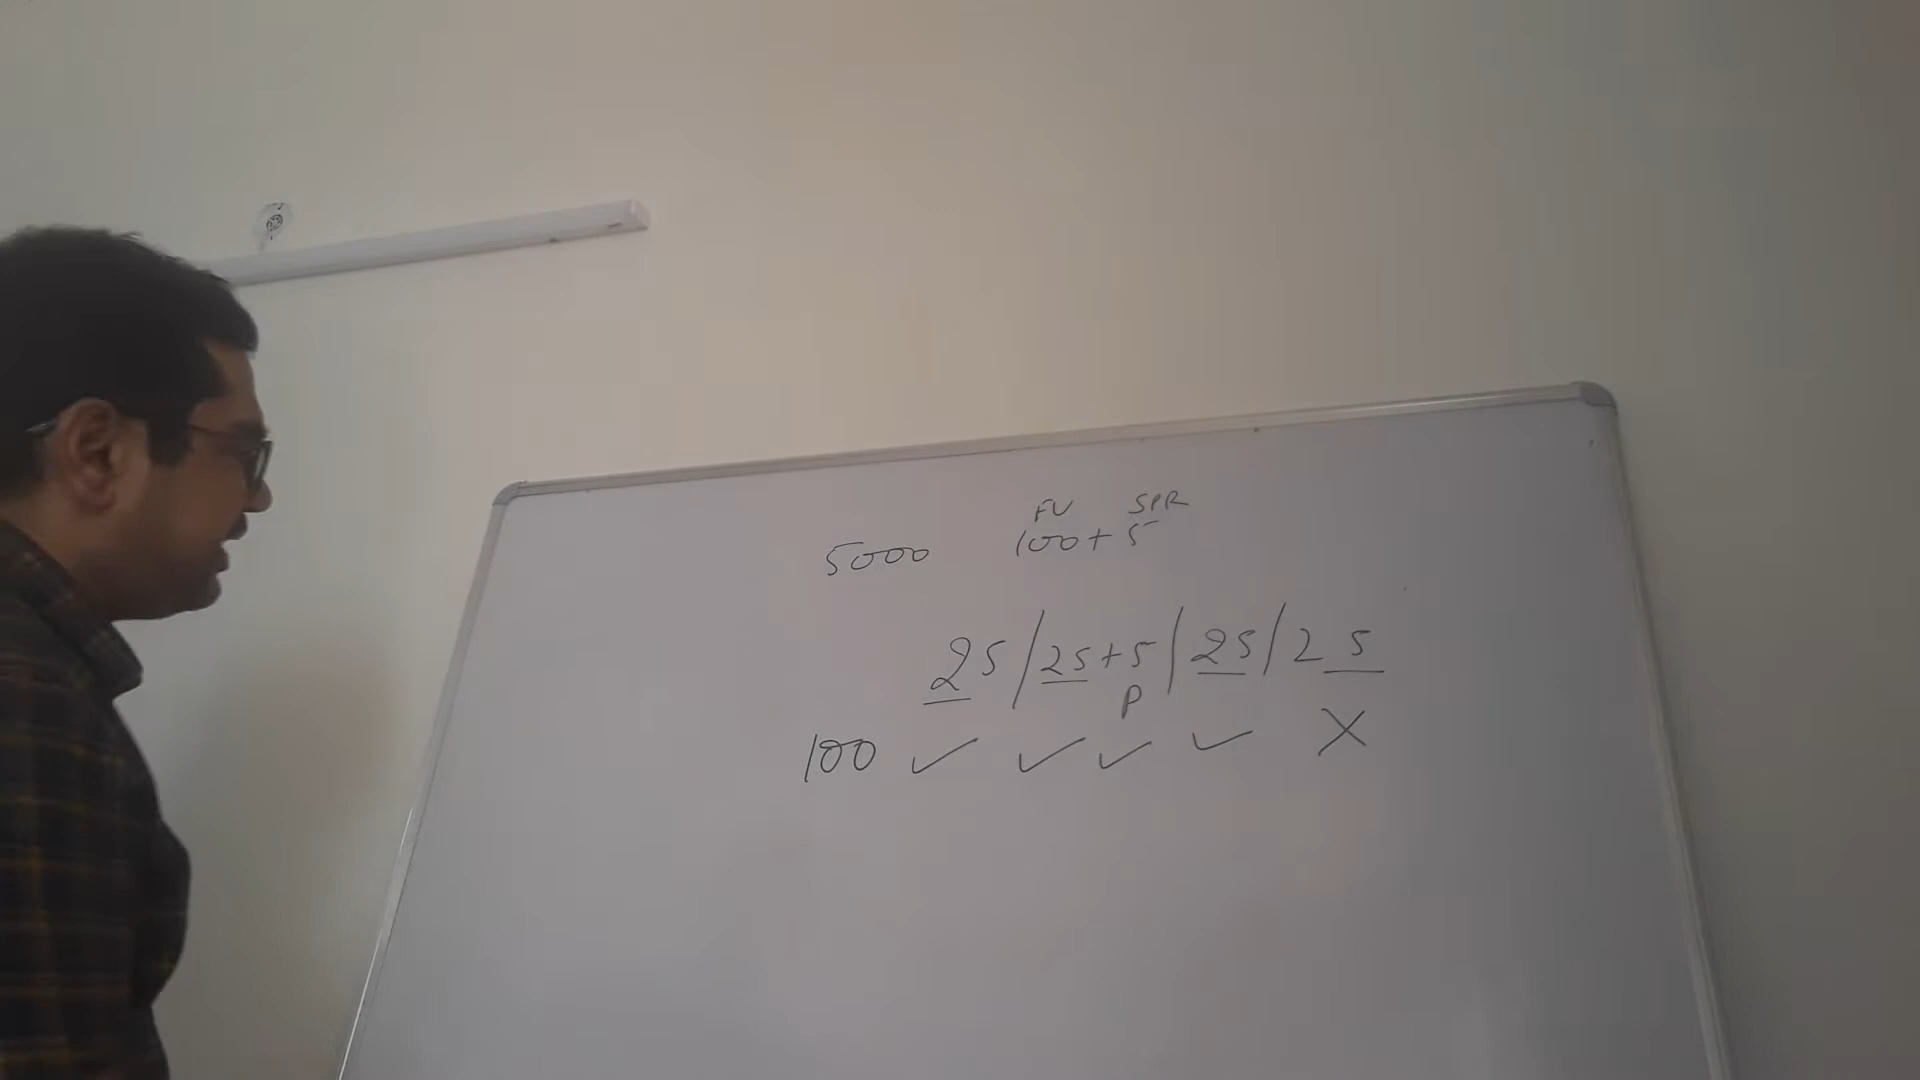 FV SPR
5000 100+5
25/25+5/25/25
P
100 ✓ ✓ ✓ ✓ X